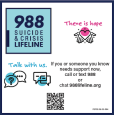 988
SUICIDE
& CRISIS
LIFELINE
There is hope
Talk with us.
If you or someone you know
needs support now,
call or text 988
or
chat 988lifeline.org